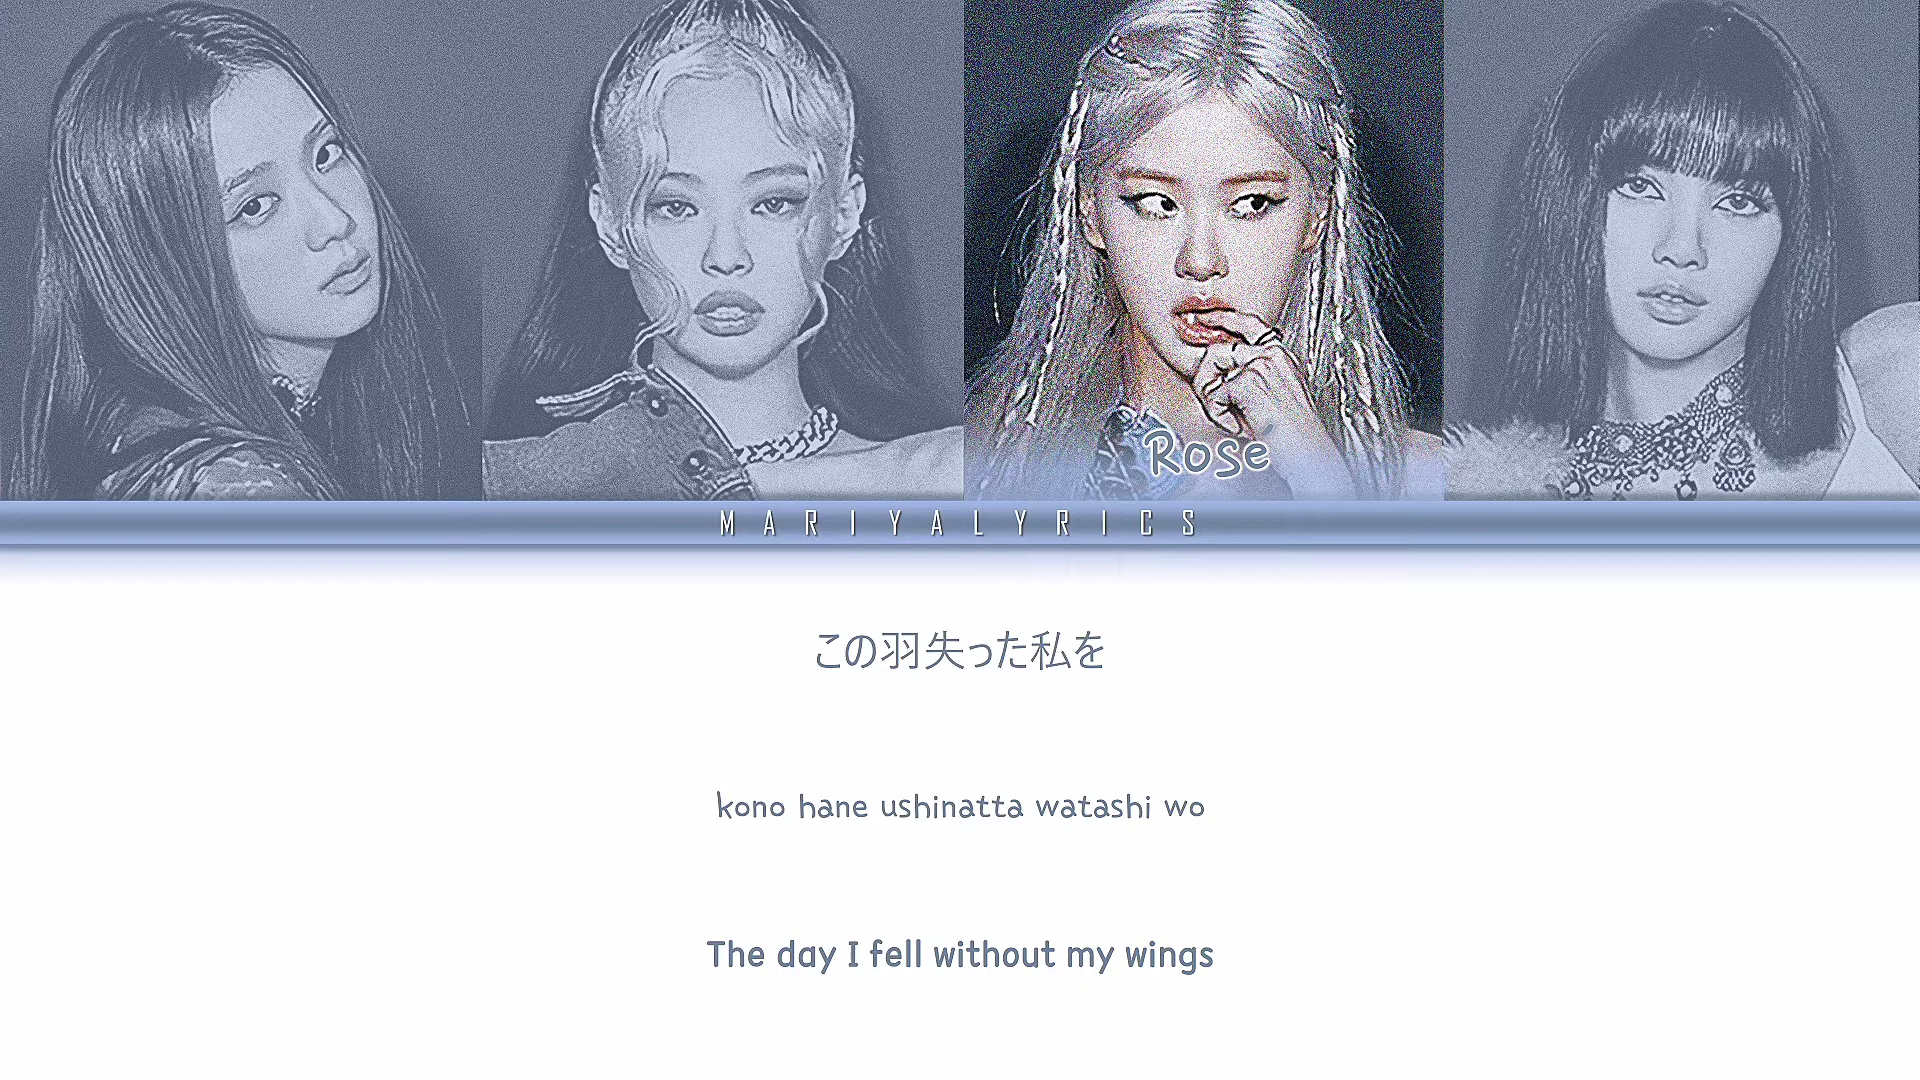 Rosé
MARIYALYRICS
この羽失った私を
kono hane ushinatta watashi wo
The day I fell without my wings